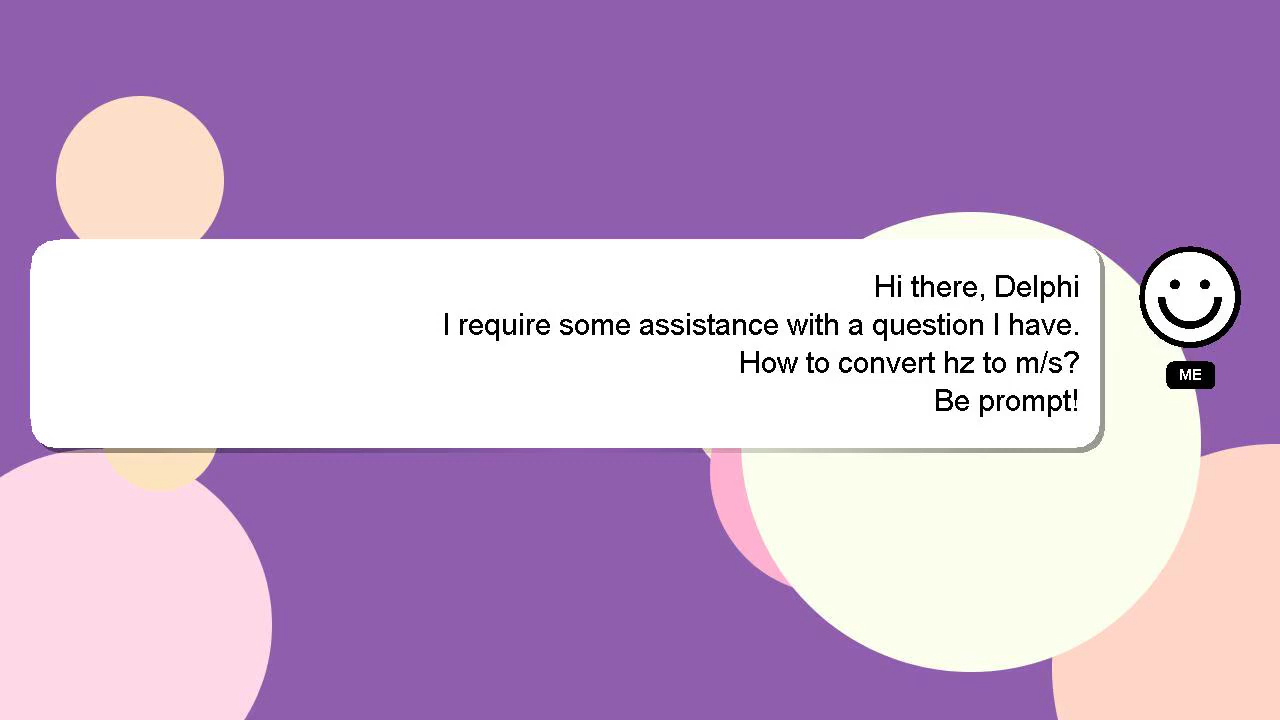 Hi there, Delphi
I require some assistance with a question I have.
How to convert hz to m/s?
Be prompt!
ME